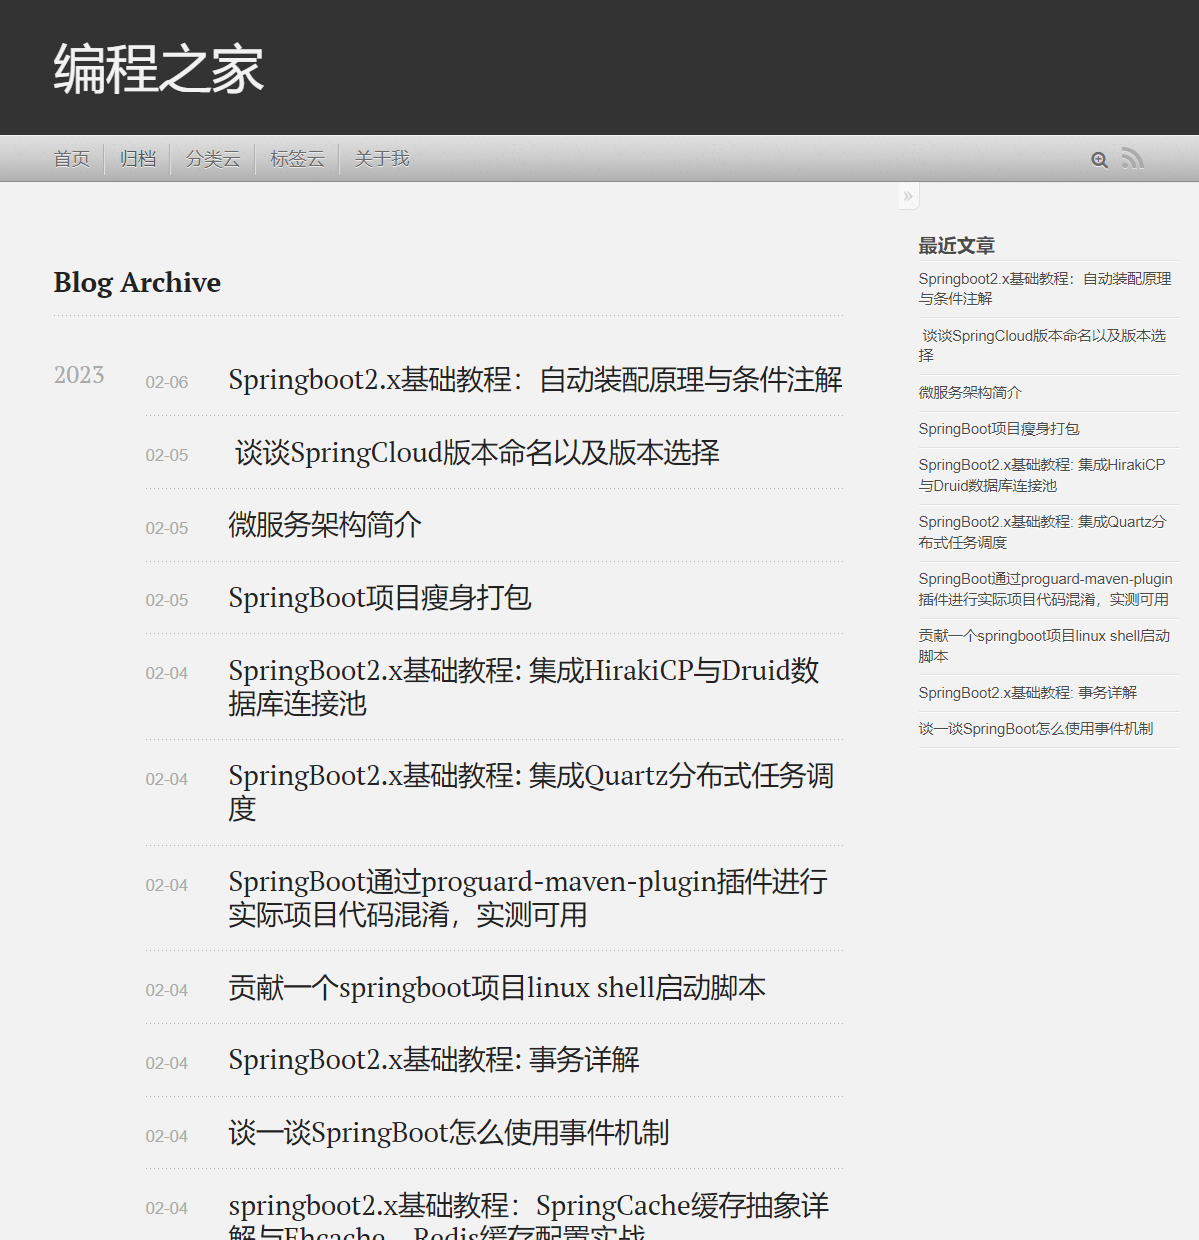 编程之家
首页
归档
分类云
标签云
关于我
»
Blog Archive
2023
02-06
Springboot2.x基础教程：自动装配原理与条件注解
02-05
谈谈SpringCloud版本命名以及版本选择
02-05
微服务架构简介
02-05
SpringBoot项目瘦身打包
02-04
SpringBoot2.x基础教程: 集成HirakiCP与Druid数
据库连接池
02-04
SpringBoot2.x基础教程: 集成Quartz分布式任务调
度
02-04
SpringBoot通过proguard-maven-plugin插件进行
实际项目代码混淆，实测可用
02-04
贡献一个springboot项目linux shell启动脚本
02-04
SpringBoot2.x基础教程: 事务详解
02-04
谈一谈SpringBoot怎么使用事件机制
02-04
springboot2.x基础教程：SpringCache缓存抽象详
解与Ehcache、Redis缓存配置实战
最近文章
Springboot2.x基础教程：自动装配原理
与条件注解
谈谈SpringCloud版本命名以及版本选
择
微服务架构简介
SpringBoot项目瘦身打包
SpringBoot2.x基础教程: 集成HirakiCP
与Druid数据库连接池
SpringBoot2.x基础教程: 集成Quartz分
布式任务调度
SpringBoot通过proguard-maven-plugin
插件进行实际项目代码混淆，实测可用
贡献一个springboot项目linux shell启动
脚本
SpringBoot2.x基础教程: 事务详解
谈一谈SpringBoot怎么使用事件机制